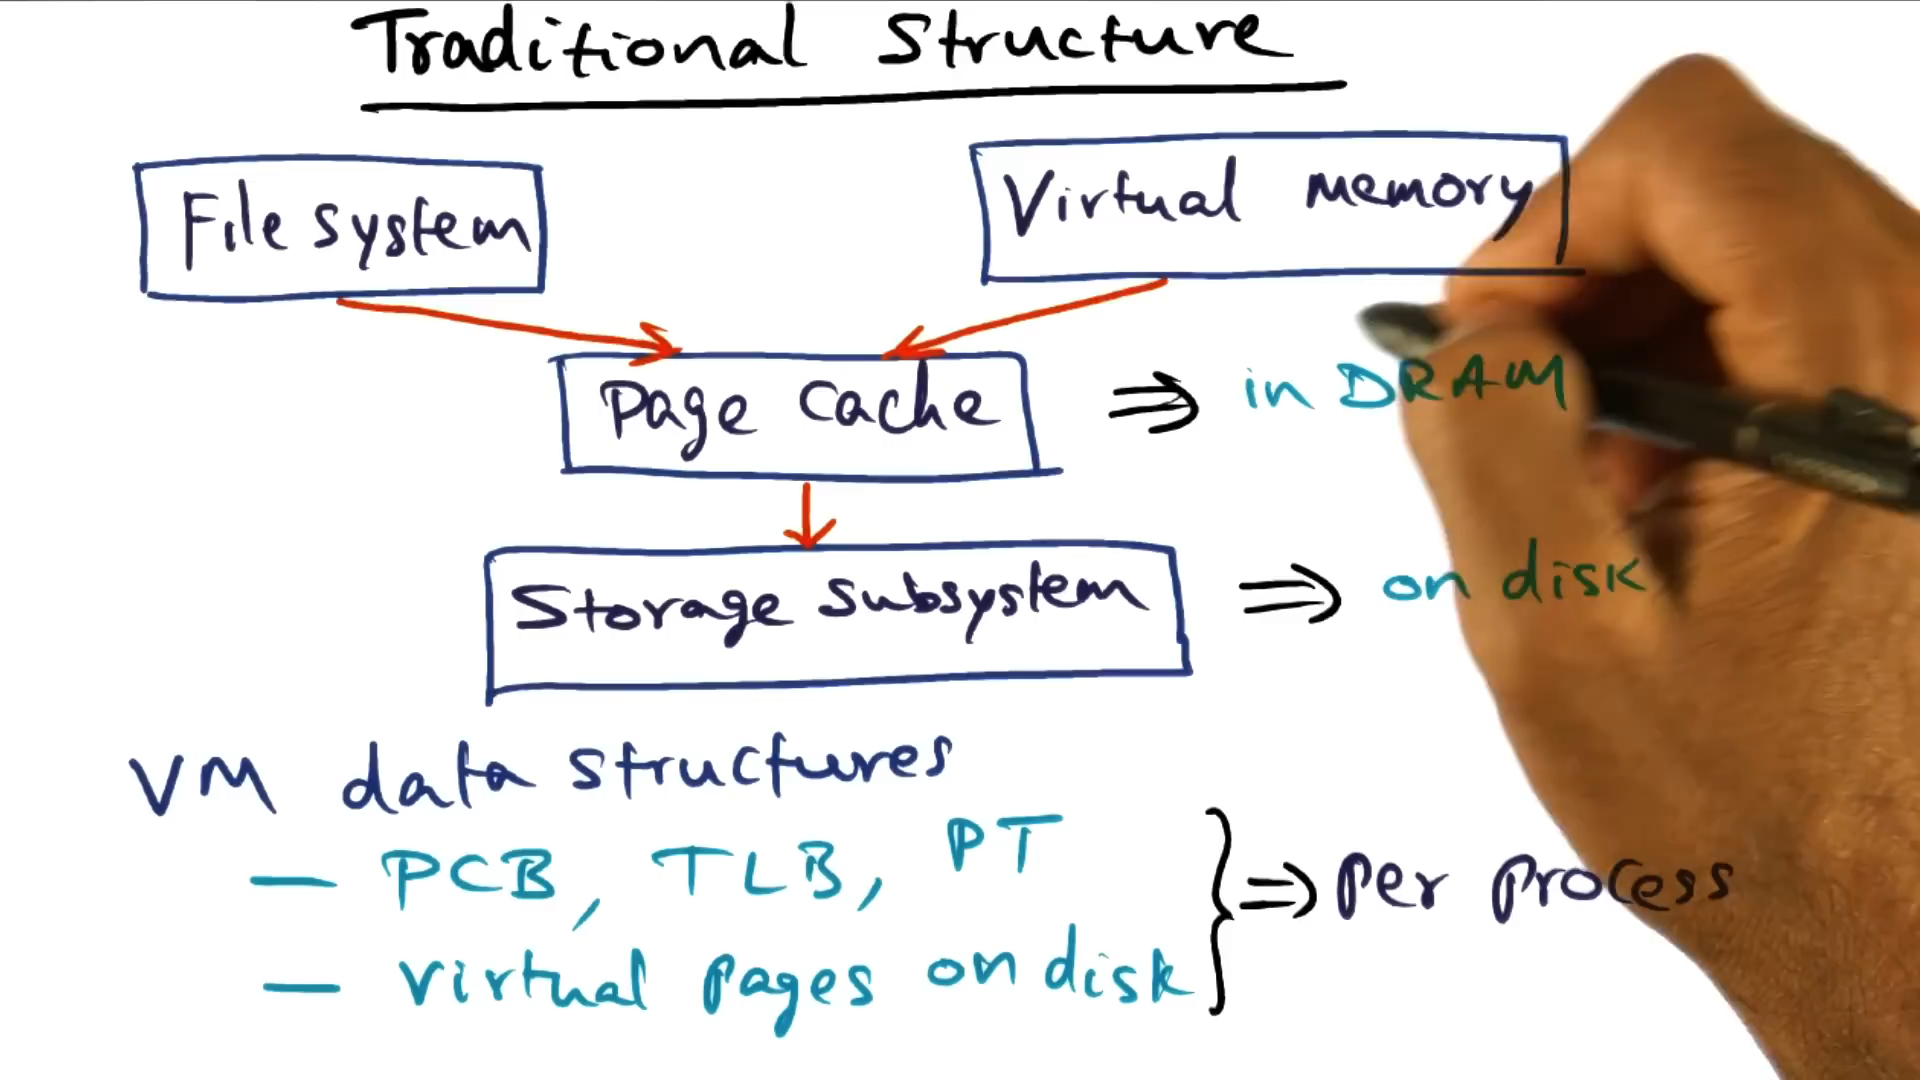 Traditional Structure
File system
Virtual memory
Page Cache ⇒ in DRAM
Storage subsystem ⇒ on disk
VM data structures
— PCB, TLB, PT
— virtual pages on disk
} ⇒ per process